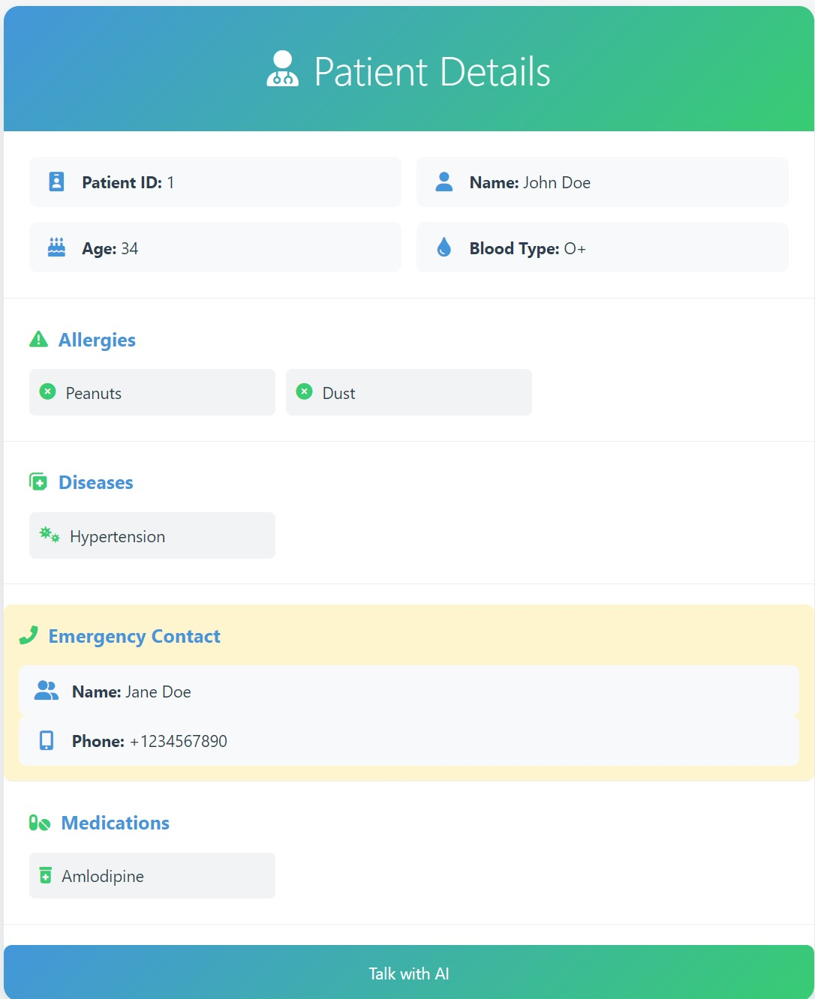 Patient Details
Patient ID: 1
Name: John Doe
Age: 34
Blood Type: O+
Allergies
Peanuts
Dust
Diseases
Hypertension
Emergency Contact
Name: Jane Doe
Phone: +1234567890
Medications
Amlodipine
Talk with AI